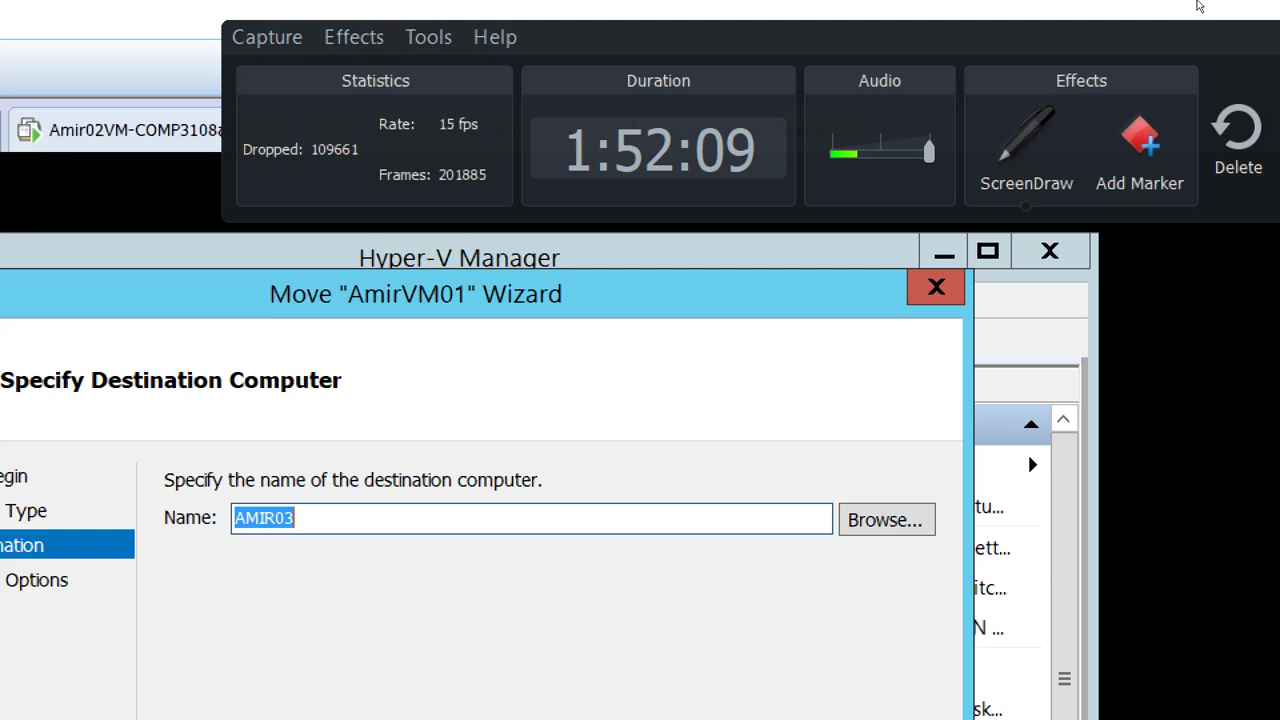 Capture Effects Tools Help
Statistics
Duration
Audio
Effects
Rate: 15 fps
Dropped: 109661
Frames: 201885
1:52:09
ScreenDraw
Add Marker
Delete
Amir02VM-COMP3108a
Hyper-V Manager
Move "AmirVM01" Wizard
Specify Destination Computer
egin
Type
nation
Options
Specify the name of the destination computer.
Name: AMIR03 Browse...
tu...
ett...
itc...
N ...
sk...